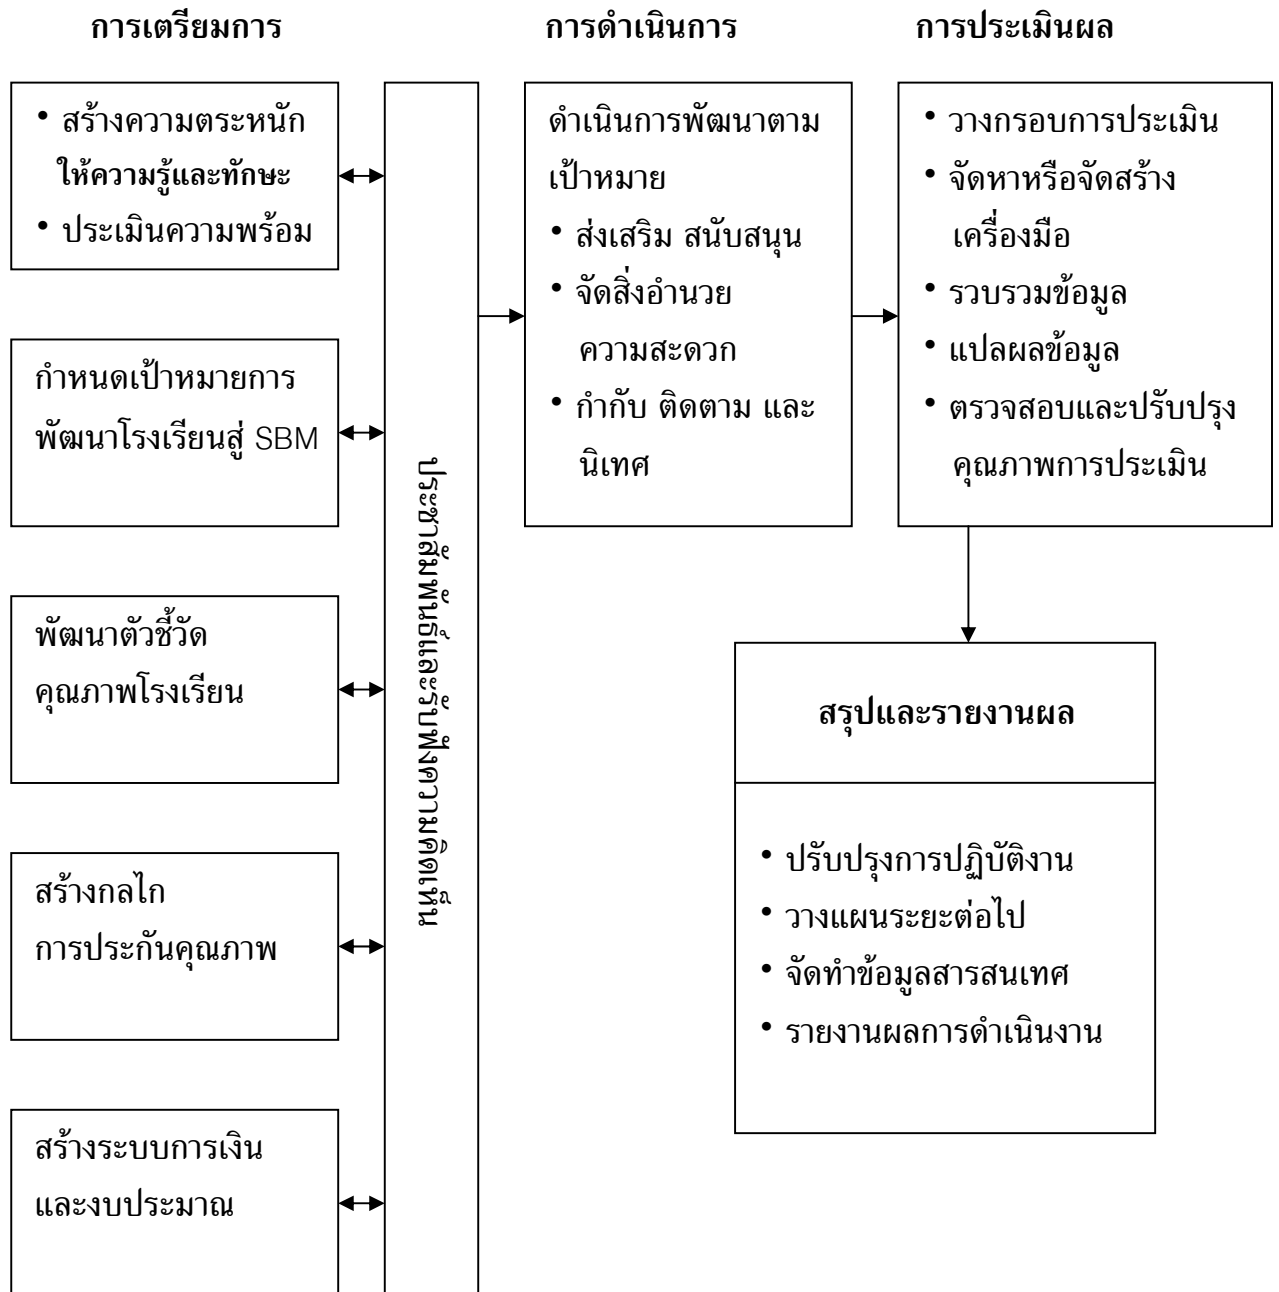 การเตรียมการ
การดำเนินการ
การประเมินผล
• สร้างความตระหนัก
ให้ความรู้และทักษะ
• ประเมินความพร้อม
กำหนดเป้าหมายการ
พัฒนาโรงเรียนสู่ SBM
พัฒนาตัวชี้วัด
คุณภาพโรงเรียน
สร้างกลไก
การประกันคุณภาพ
สร้างระบบการเงิน
และงบประมาณ
ประชาสัมพันธ์และรับฟังความคิดเห็น
ดำเนินการพัฒนาตาม
เป้าหมาย
• ส่งเสริม สนับสนุน
• จัดสิ่งอำนวย
ความสะดวก
• กำกับ ติดตาม และ
นิเทศ
• วางกรอบการประเมิน
• จัดหาหรือจัดสร้าง
เครื่องมือ
• รวบรวมข้อมูล
• แปลผลข้อมูล
• ตรวจสอบและปรับปรุง
คุณภาพการประเมิน
สรุปและรายงานผล
• ปรับปรุงการปฏิบัติงาน
• วางแผนระยะต่อไป
• จัดทำข้อมูลสารสนเทศ
• รายงานผลการดำเนินงาน